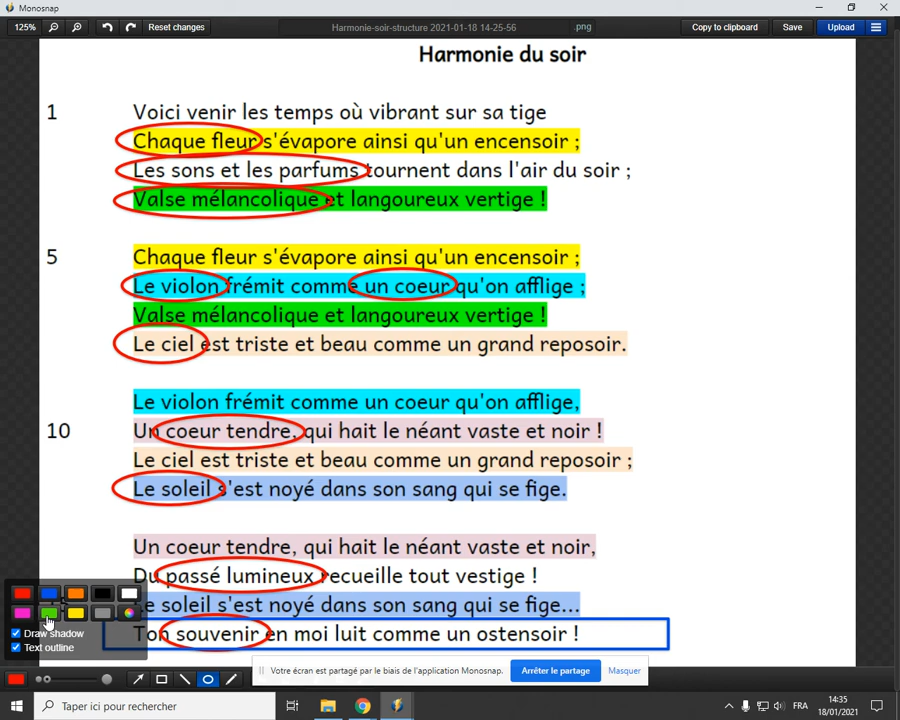 Monosnap
125%
Reset changes
Harmonie-soir-structure 2021-01-18 14-25-56
png
Copy to clipboard
Save
Upload
Harmonie du soir
1 Voici venir les temps où vibrant sur sa tige
Chaque fleur s'évapore ainsi qu'un encensoir ;
Les sons et les parfums tournent dans l'air du soir ;
Valse mélancolique et langoureux vertige !
5 Chaque fleur s'évapore ainsi qu'un encensoir ;
Le violon frémit comme un coeur qu'on afflige ;
Valse mélancolique et langoureux vertige !
Le ciel est triste et beau comme un grand reposoir.
Le violon frémit comme un coeur qu'on afflige,
10 Un coeur tendre, qui hait le néant vaste et noir !
Le ciel est triste et beau comme un grand reposoir ;
Le soleil s'est noyé dans son sang qui se fige.
Un coeur tendre, qui hait le néant vaste et noir,
Du passé lumineux recueille tout vestige !
Le soleil s'est noyé dans son sang qui se fige...
Ton souvenir en moi luit comme un ostensoir !
Draw shadow
Text outline
Votre écran est partagé par le biais de l'application Monosnap.
Arrêter le partage
Masquer
Taper ici pour rechercher
FRA
14:35
18/01/2021